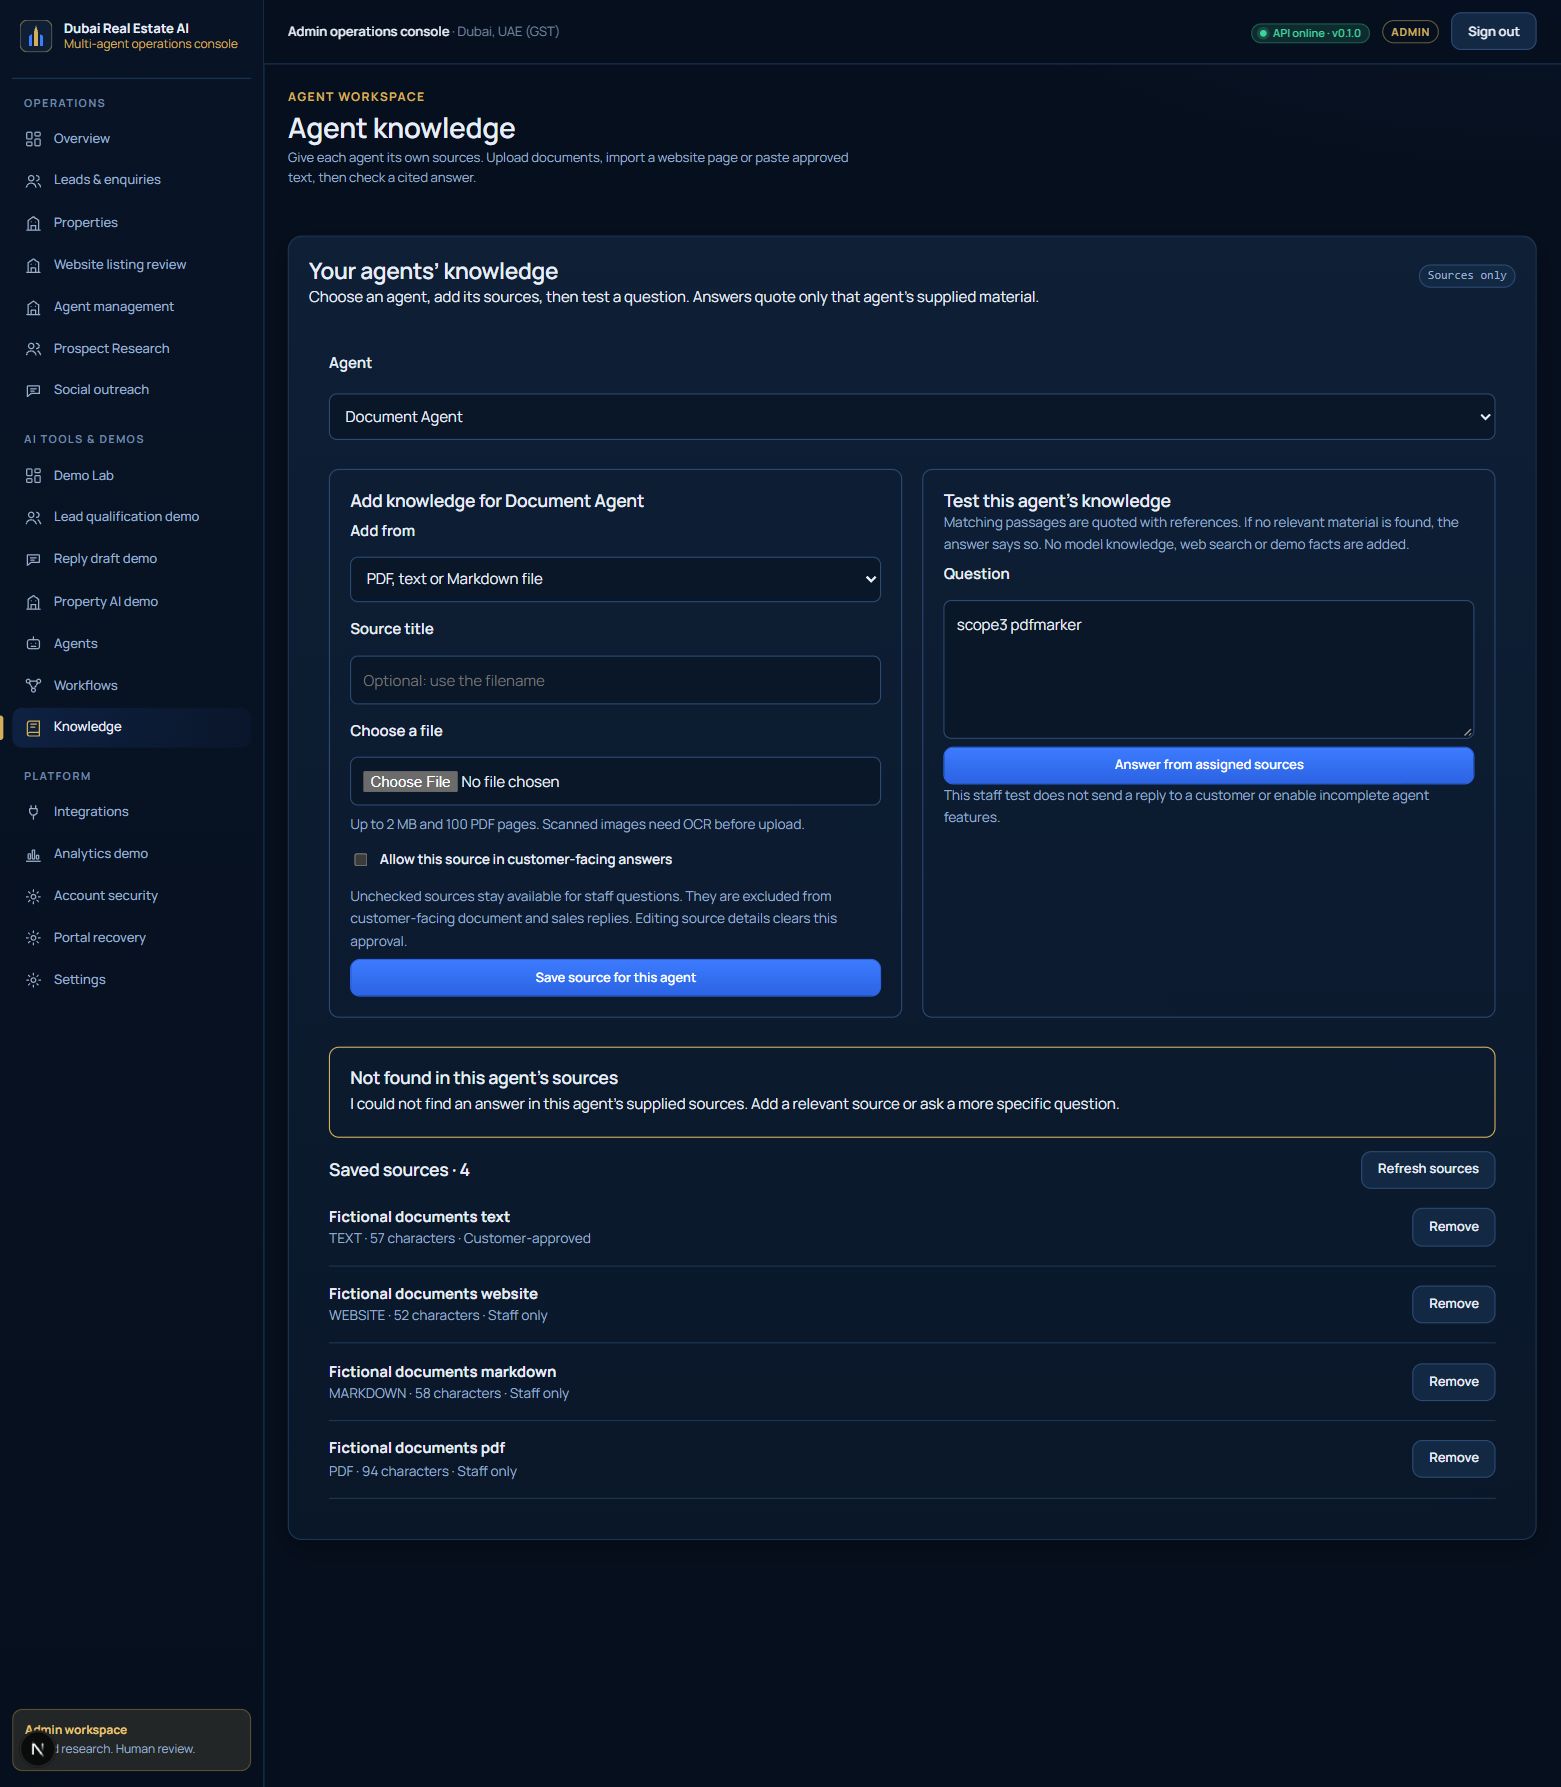 Dubai Real Estate AI
Multi-agent operations console
OPERATIONS
Overview
Leads & enquiries
Properties
Website listing review
Agent management
Prospect Research
Social outreach
AI TOOLS & DEMOS
Demo Lab
Lead qualification demo
Reply draft demo
Property AI demo
Agents
Workflows
Knowledge
PLATFORM
Integrations
Analytics demo
Account security
Portal recovery
Settings
Admin workspace
research. Human review.
N
Admin operations console · Dubai, UAE (GST)
API online · v0.1.0
ADMIN
Sign out
AGENT WORKSPACE
Agent knowledge
Give each agent its own sources. Upload documents, import a website page or paste approved
text, then check a cited answer.
Your agents’ knowledge
Choose an agent, add its sources, then test a question. Answers quote only that agent’s supplied material.
Sources only
Agent
Document Agent
Add knowledge for Document Agent
Add from
PDF, text or Markdown file
Source title
Optional: use the filename
Choose a file
Choose File No file chosen
Up to 2 MB and 100 PDF pages. Scanned images need OCR before upload.
Allow this source in customer-facing answers
Unchecked sources stay available for staff questions. They are excluded from
customer-facing document and sales replies. Editing source details clears this
approval.
Save source for this agent
Test this agent’s knowledge
Matching passages are quoted with references. If no relevant material is found, the
answer says so. No model knowledge, web search or demo facts are added.
Question
scope3 pdfmarker
Answer from assigned sources
This staff test does not send a reply to a customer or enable incomplete agent
features.
Not found in this agent’s sources
I could not find an answer in this agent’s supplied sources. Add a relevant source or ask a more specific question.
Saved sources · 4
Refresh sources
Fictional documents text
TEXT · 57 characters · Customer-approved
Remove
Fictional documents website
WEBSITE · 52 characters · Staff only
Remove
Fictional documents markdown
MARKDOWN · 58 characters · Staff only
Remove
Fictional documents pdf
PDF · 94 characters · Staff only
Remove